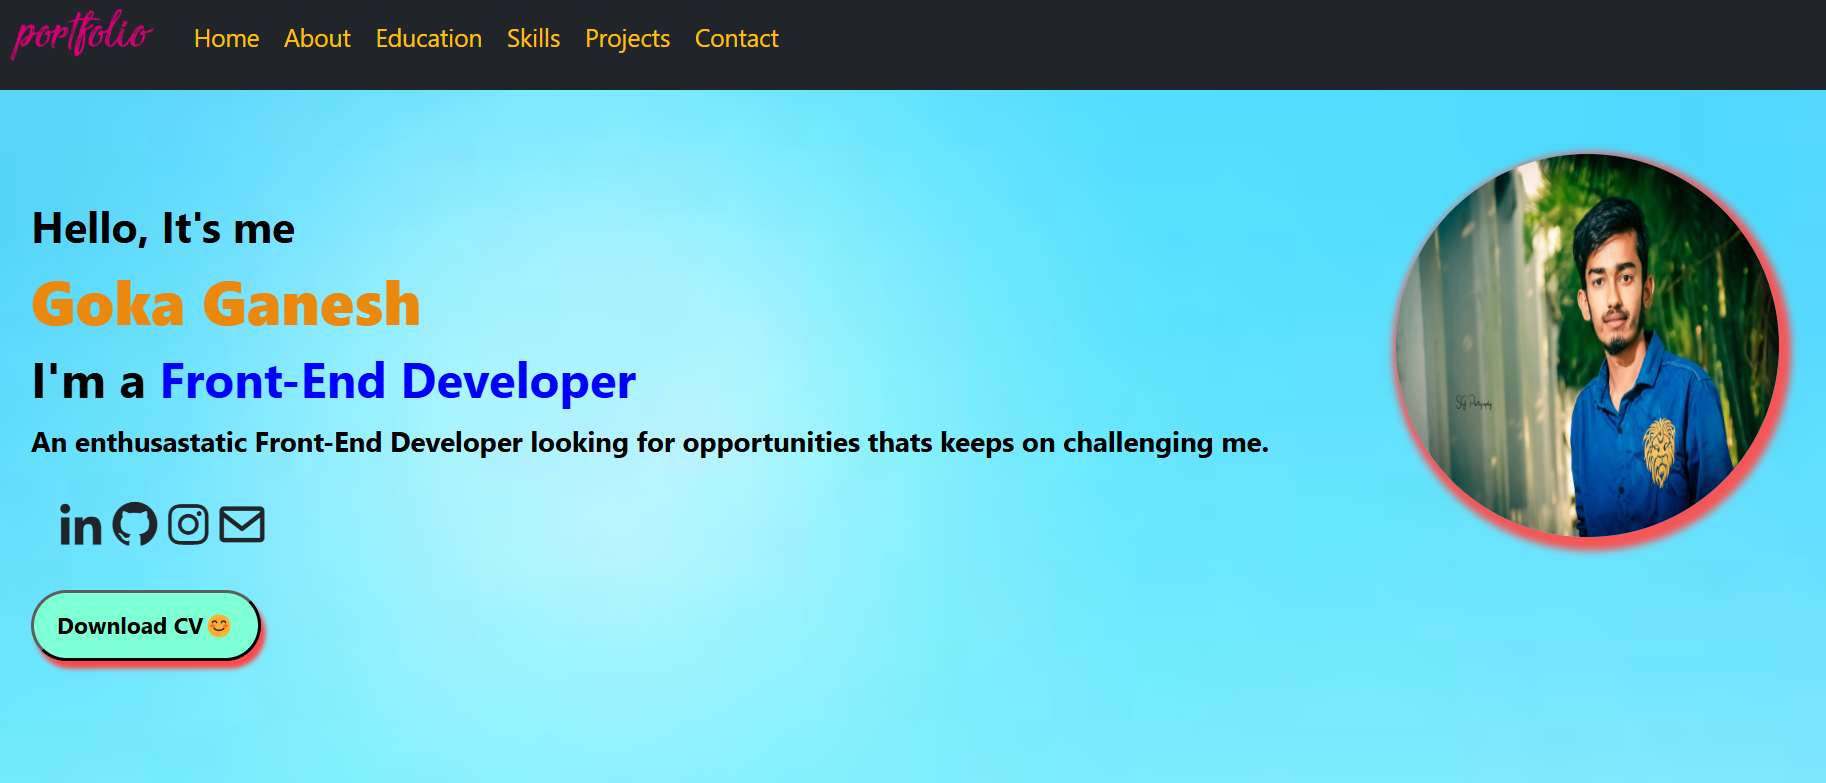 portfolio Home About Education Skills Projects Contact
Hello, It's me
Goka Ganesh
I'm a Front-End Developer
An enthusastatic Front-End Developer looking for opportunities thats keeps on challenging me.
in
Download CV😊